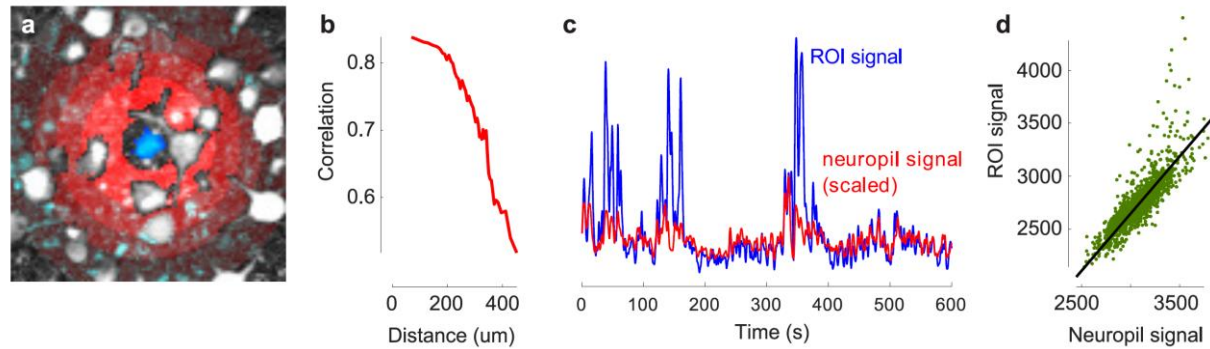 a
b
0.8
0.7
0.6
Correlation
0
200
400
Distance (um)
c
ROI signal
neuropil signal
(scaled)
0
100
200
300
400
500
600
Time (s)
d
4000
3500
3000
2500
ROI signal
2500
3500
Neuropil signal